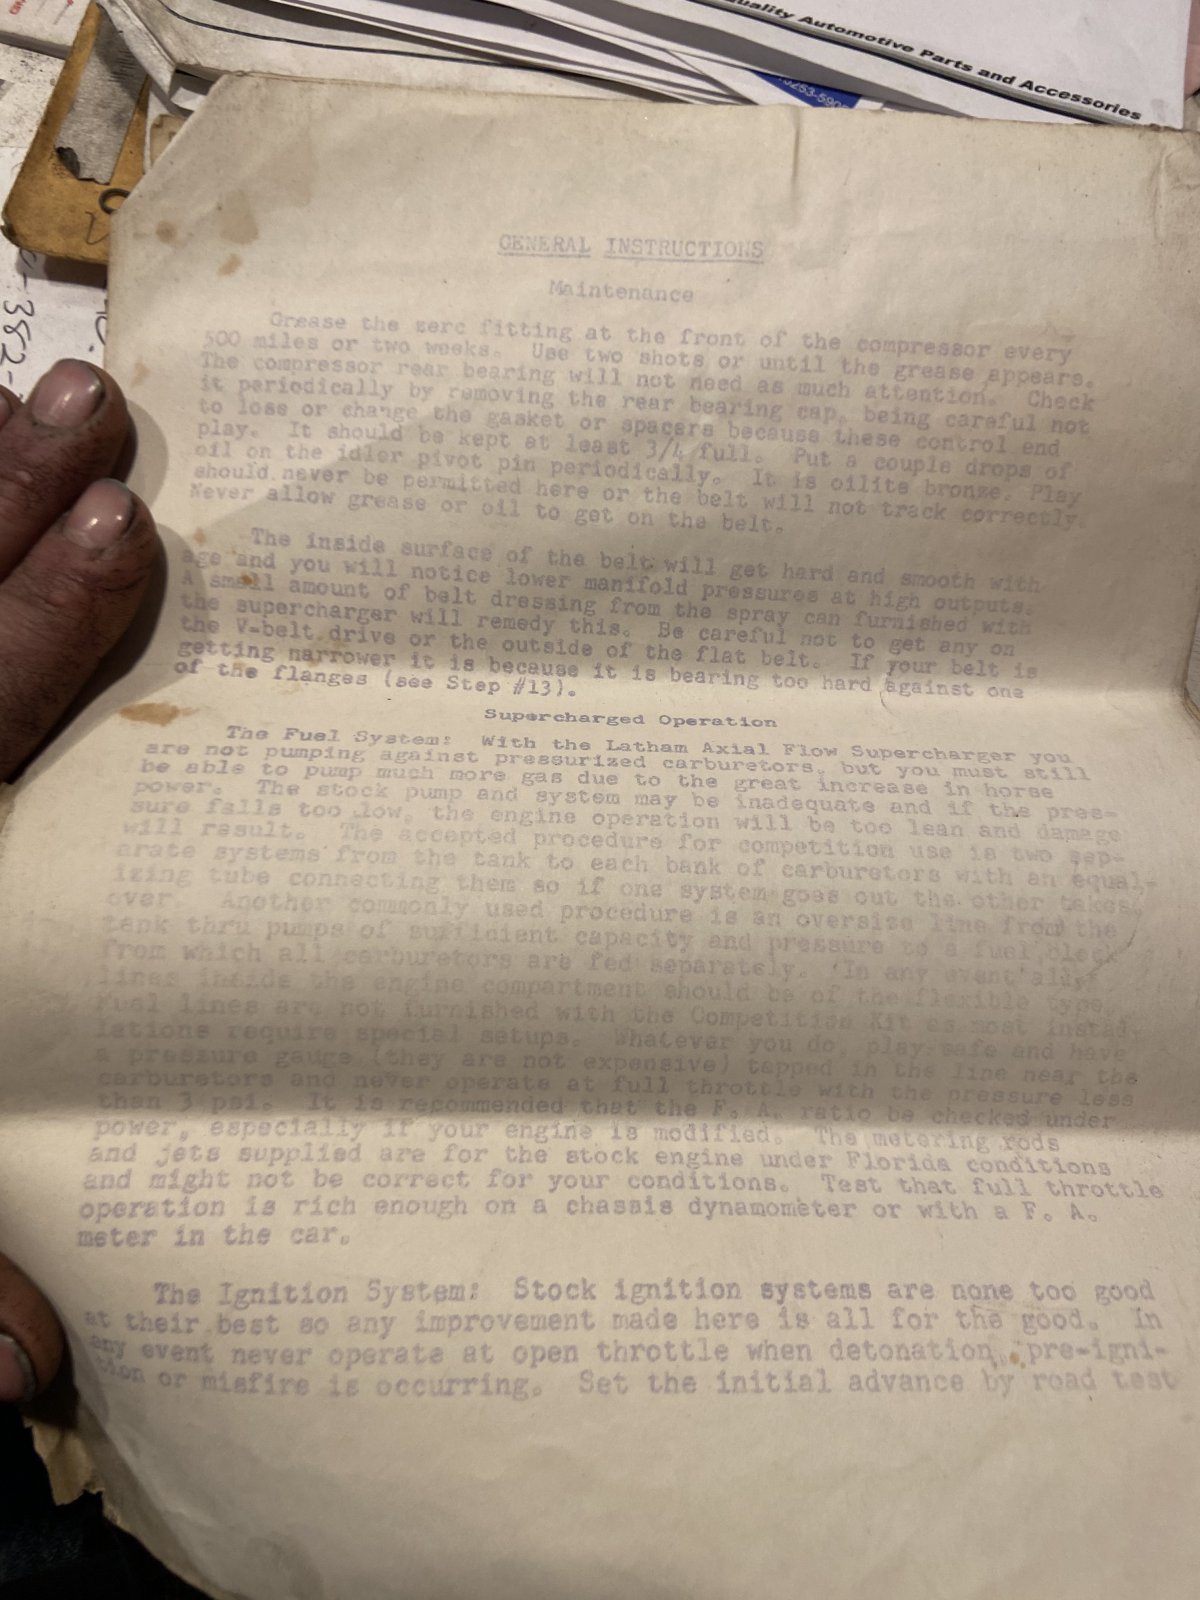 Quality Automotive Parts and Accessories
GENERAL INSTRUCTIONS
Maintenance
Grease the zerc fitting at the front of the compressor every
500 miles or two weeks. Use two shots or until the grease appears.
The compressor rear bearing will not need as much attention. Check
it periodically by removing the rear bearing cap, being careful not
to lose or change the gasket or spacers because these control end
play. It should be kept at least 3/4 full. Put a couple drops of
oil on the idler pivot pin periodically. It is oilite bronze. Play
should never be permitted here or the belt will not track correctly.
Never allow grease or oil to get on the belt.
The inside surface of the belt will get hard and smooth with
age and you will notice lower manifold pressures at high outputs.
A small amount of belt dressing from the spray can furnished with
the supercharger will remedy this. Be careful not to get any on
the V-belt drive or the outside of the flat belt. If your belt is
getting narrower it is because it is bearing too hard against one
of the flanges (see Step #13).
Supercharged Operation
The Fuel System: With the Latham Axial Flow Supercharger you
are not pumping against pressurized carburetors, but you must still
be able to pump much more gas due to the great increase in horse
power. The stock pump and system may be inadequate and if the pres-
sure falls too low, the engine operation will be too lean and damage
will result. The accepted procedure for competition use is two sep-
arate systems from the tank to each bank of carburetors with an equal-
izing tube connecting them so if one system goes out the other takes
over. Another commonly used procedure is an oversize line from the
tank thru pumps of sufficient capacity and pressure to a fuel block
from which all carburetors are fed separately. In any event all
lines inside the engine compartment should be of the flexible type.
Fuel lines are not furnished with the Competition Kit as most instal-
lations require special setups. Whatever you do, play safe and have
a pressure gauge (they are not expensive) tapped in the line near the
carburetors and never operate at full throttle with the pressure less
than 3 psi. It is recommended that the F. A. ratio be checked under
power, especially if your engine is modified. The metering rods
and jets supplied are for the stock engine under Florida conditions
and might not be correct for your conditions. Test that full throttle
operation is rich enough on a chassis dynamometer or with a F. A.
meter in the car.
The Ignition System: Stock ignition systems are none too good
at their best so any improvement made here is all for the good. In
any event never operate at open throttle when detonation, pre-igni-
tion or misfire is occurring. Set the initial advance by road test